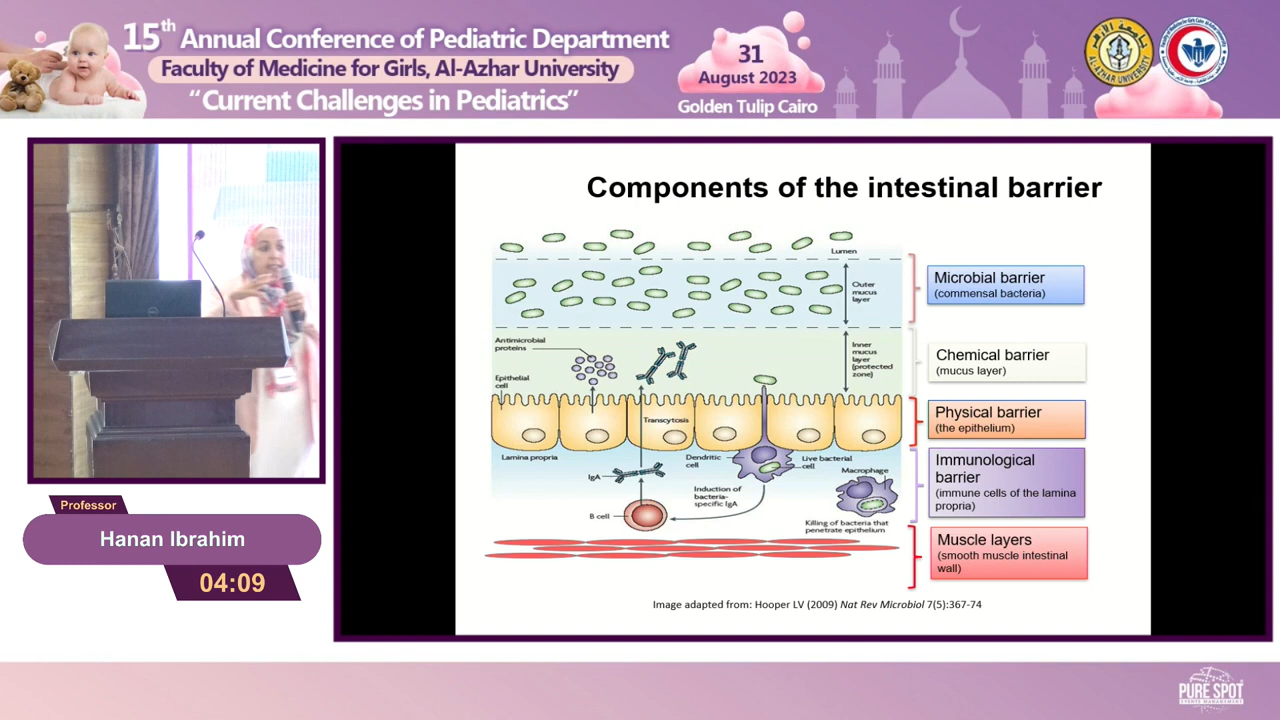 15th Annual Conference of Pediatric Department
Faculty of Medicine for Girls, Al-Azhar University
“Current Challenges in Pediatrics”
31
August 2023
Golden Tulip Cairo
AL-AZHAR UNIVERSITY
Components of the intestinal barrier
Lumen
Outer
mucus
layer
Antimicrobial
proteins
Inner
mucus
layer
(protected
zone)
Epithelial
cell
Transcytosis
Lamina propria
Dendritic
cell
Live bacterial
cell
Macrophage
IgA
Induction of
bacteria-
specific IgA
B cell
Killing of bacteria that
penetrate epithelium
Microbial barrier
(commensal bacteria)
Chemical barrier
(mucus layer)
Physical barrier
(the epithelium)
Immunological
barrier
(immune cells of the lamina
propria)
Muscle layers
(smooth muscle intestinal
wall)
Image adapted from: Hooper LV (2009) Nat Rev Microbiol 7(5):367-74
Professor
Hanan Ibrahim
04:09
PURE SPOT
EVENTS MANAGEMENT